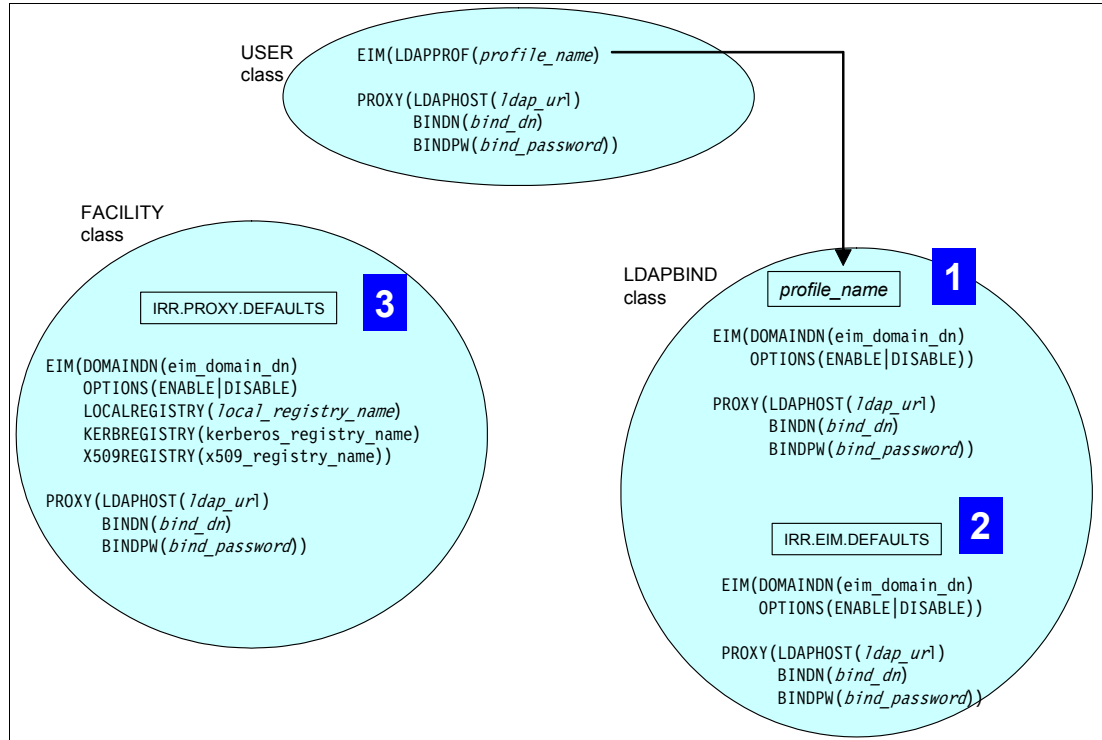 USER
class
EIM(LDAPPROF(profile_name)
PROXY(LDAPHOST(ldap_url)
BINDN(bind_dn)
BINDPW(bind_password))
FACILITY
class
3
IRR.PROXY.DEFAULTS
EIM(DOMAINDN(eim_domain_dn)
OPTIONS(ENABLE|DISABLE)
LOCALREGISTRY(local_registry_name)
KERBREGISTRY(kerberos_registry_name)
X509REGISTRY(x509_registry_name))
PROXY(LDAPHOST(ldap_url)
BINDN(bind_dn)
BINDPW(bind_password))
LDAPBIND
class
1
profile_name
EIM(DOMAINDN(eim_domain_dn)
OPTIONS(ENABLE|DISABLE))
PROXY(LDAPHOST(ldap_url)
BINDN(bind_dn)
BINDPW(bind_password))
2
IRR.EIM.DEFAULTS
EIM(DOMAINDN(eim_domain_dn)
OPTIONS(ENABLE|DISABLE))
PROXY(LDAPHOST(ldap_url)
BINDN(bind_dn)
BINDPW(bind_password))